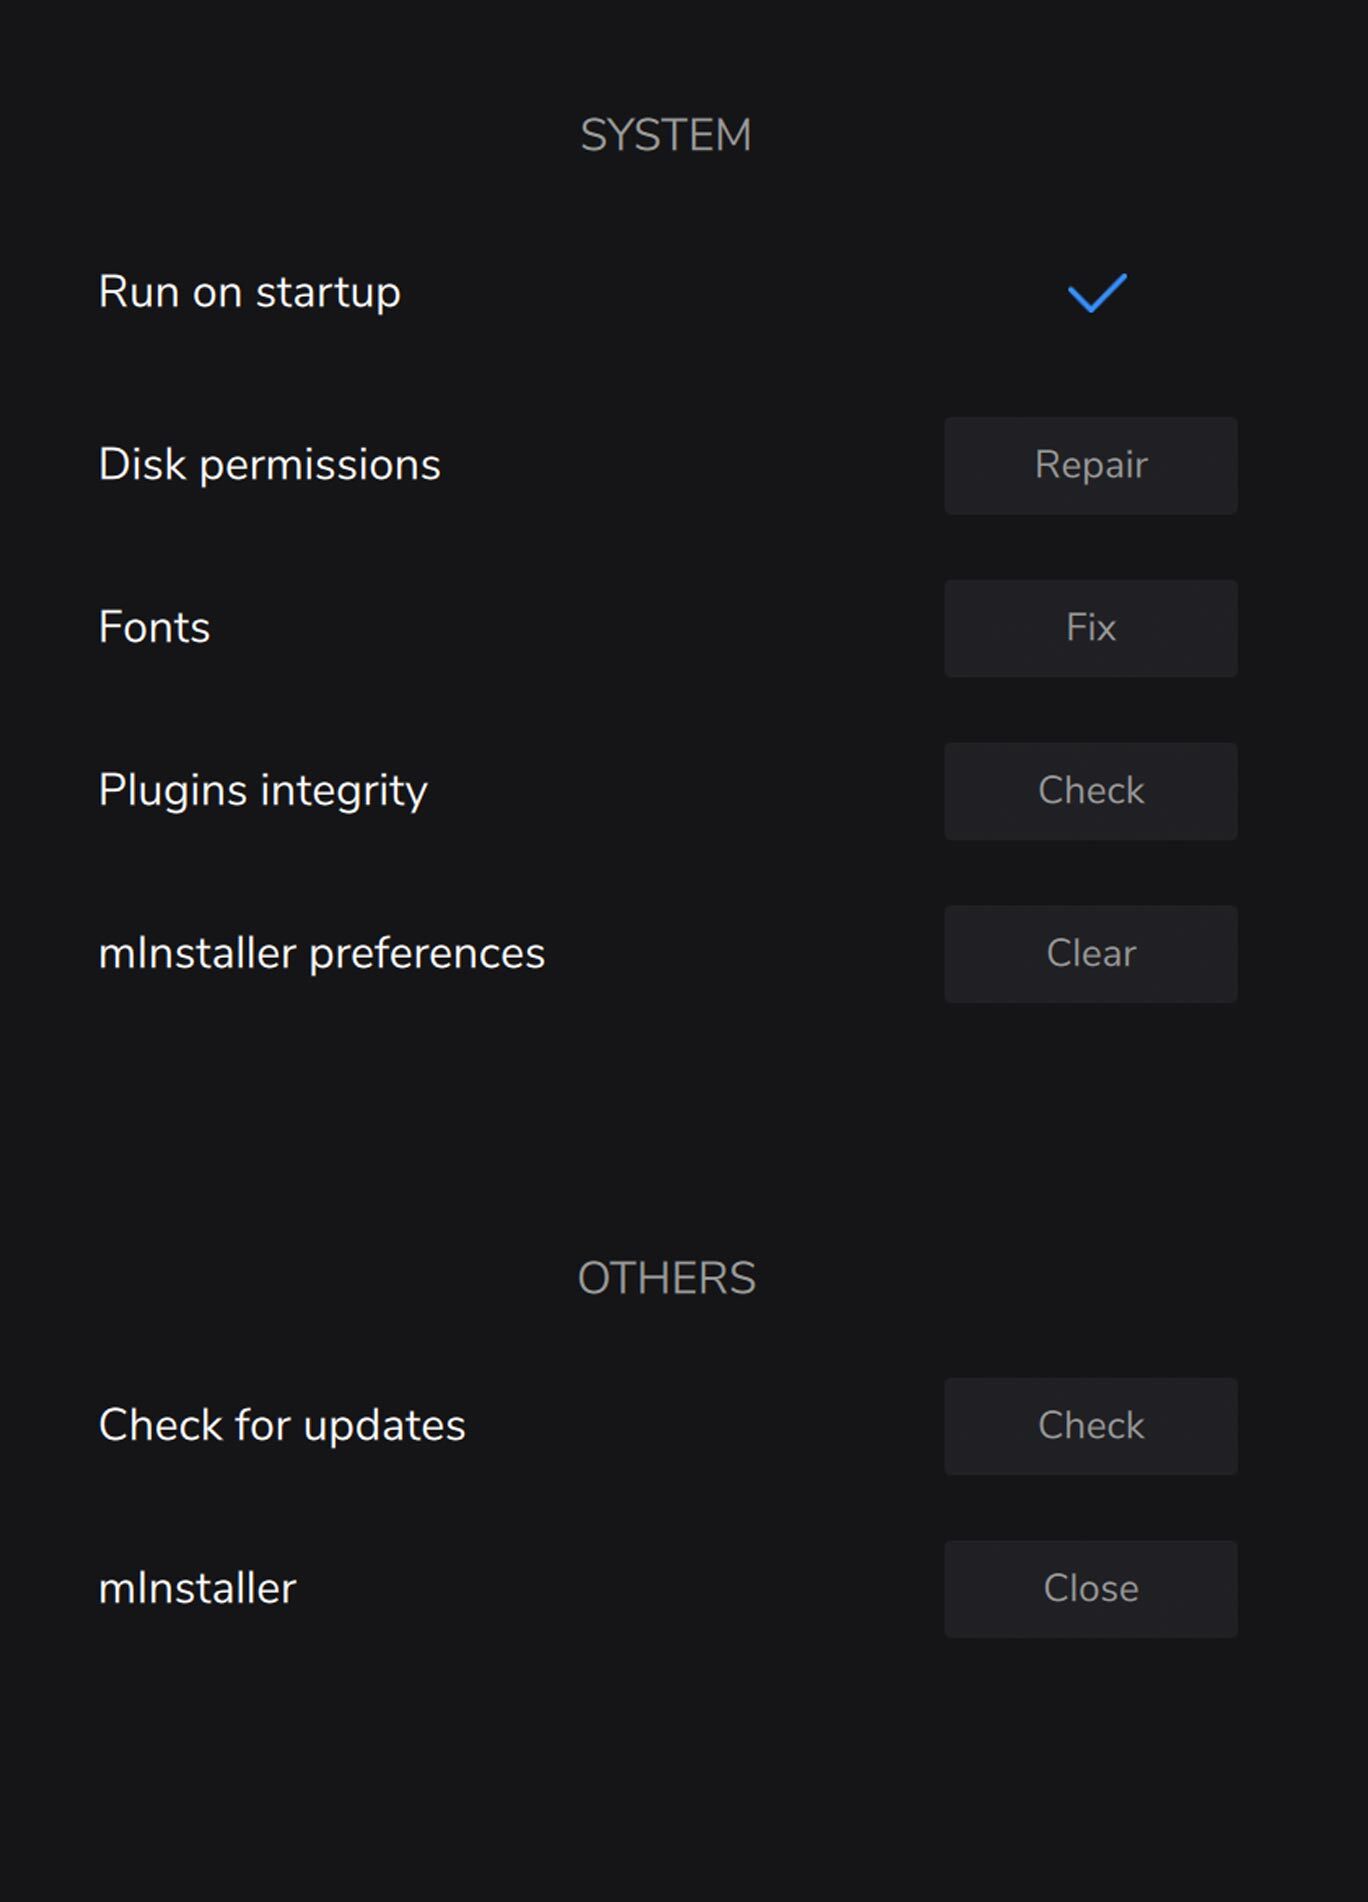 SYSTEM
Run on startup
Disk permissions Repair
Fonts Fix
Plugins integrity Check
mInstaller preferences Clear
OTHERS
Check for updates Check
mInstaller Close